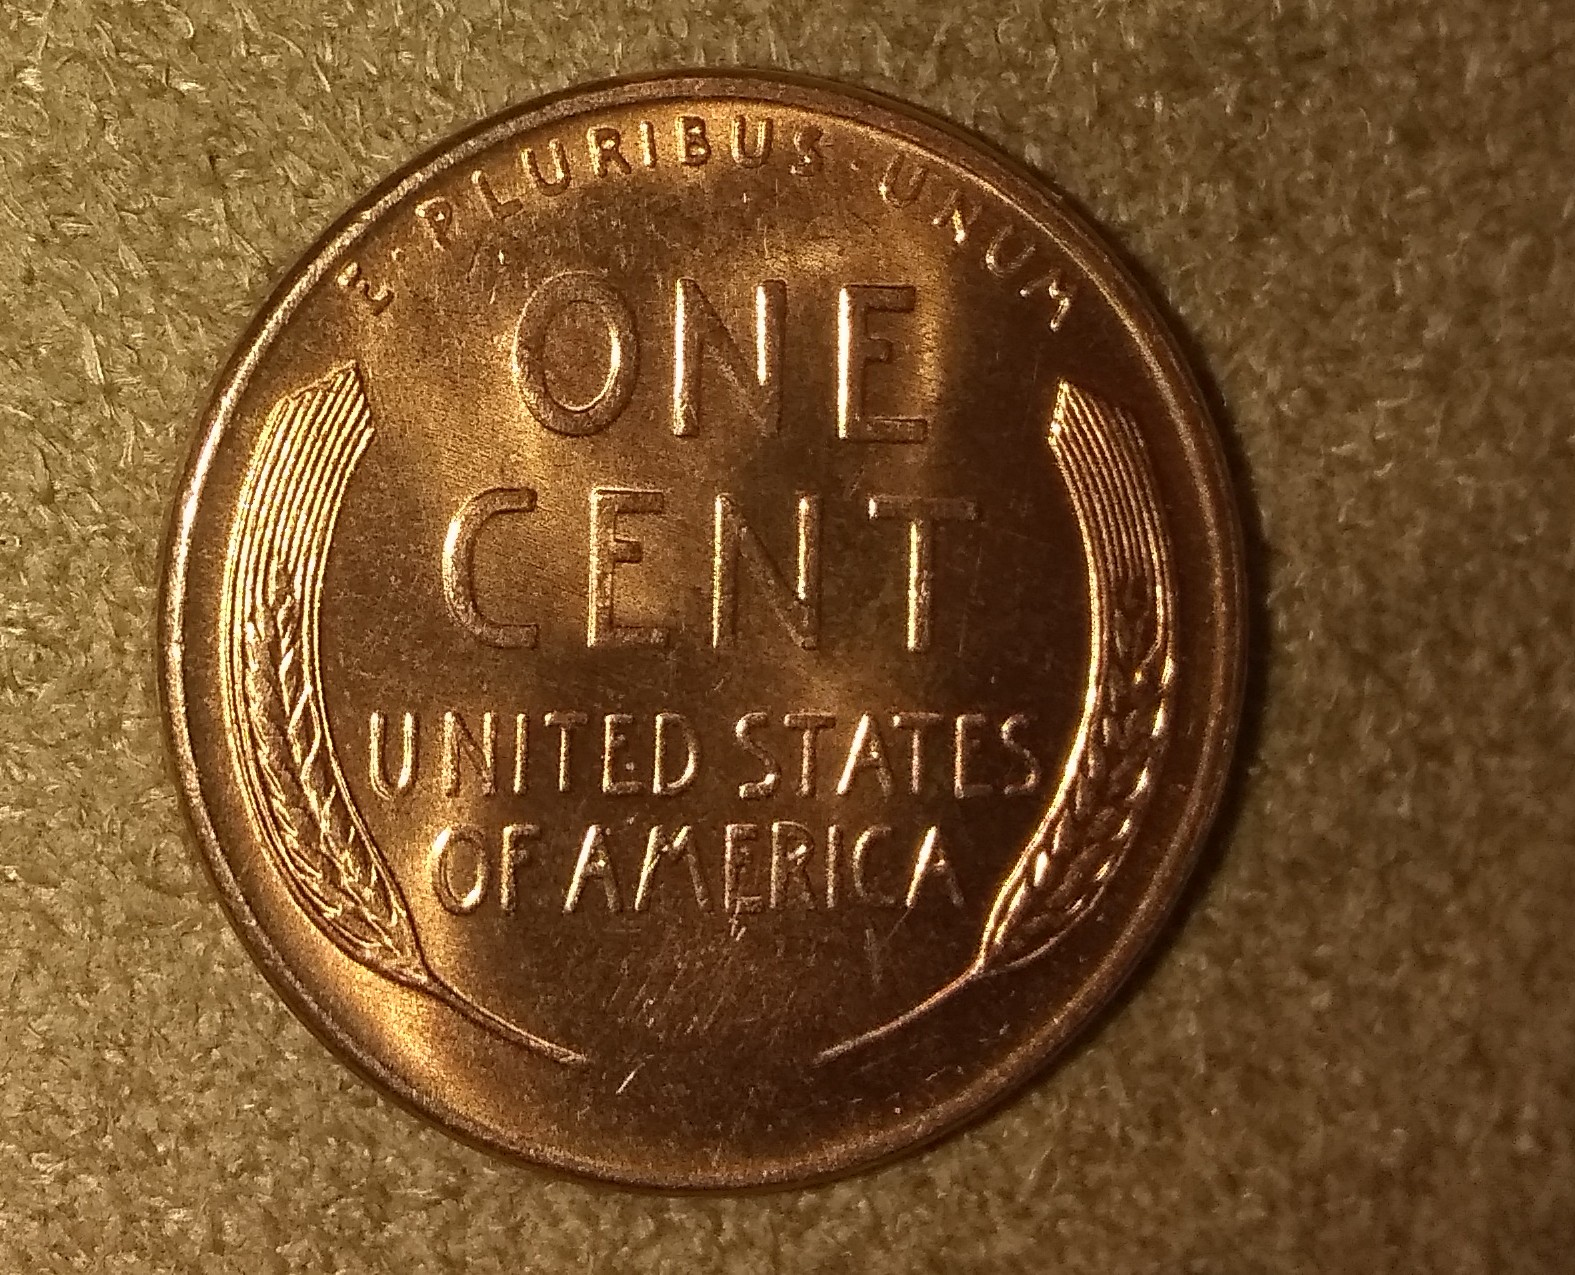 E·PLURIBUS·UNUM
ONE
CENT
UNITED STATES
OF AMERICA